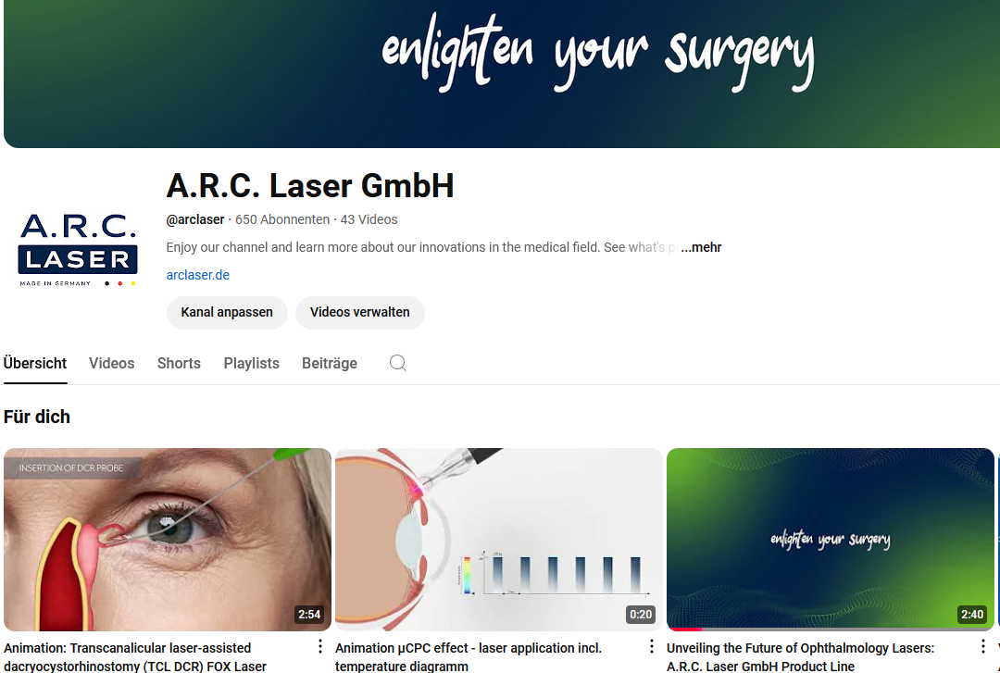 enlighten your surgery
A.R.C. Laser GmbH
A.R.C.
LASER
MADE IN GERMANY
@arclaser · 650 Abonnenten · 43 Videos
Enjoy our channel and learn more about our innovations in the medical field. See what's p ...mehr
arclaser.de
Kanal anpassen Videos verwalten
Übersicht Videos Shorts Playlists Beiträge
Für dich
INSERTION OF DCR PROBE
2:54
0:20
enlighten your surgery
2:40
Animation: Transcanalicular laser-assisted
dacryocystorhinostomy (TCL DCR) FOX Laser
Animation µCPC effect - laser application incl.
temperature diagramm
Unveiling the Future of Ophthalmology Lasers:
A.R.C. Laser GmbH Product Line